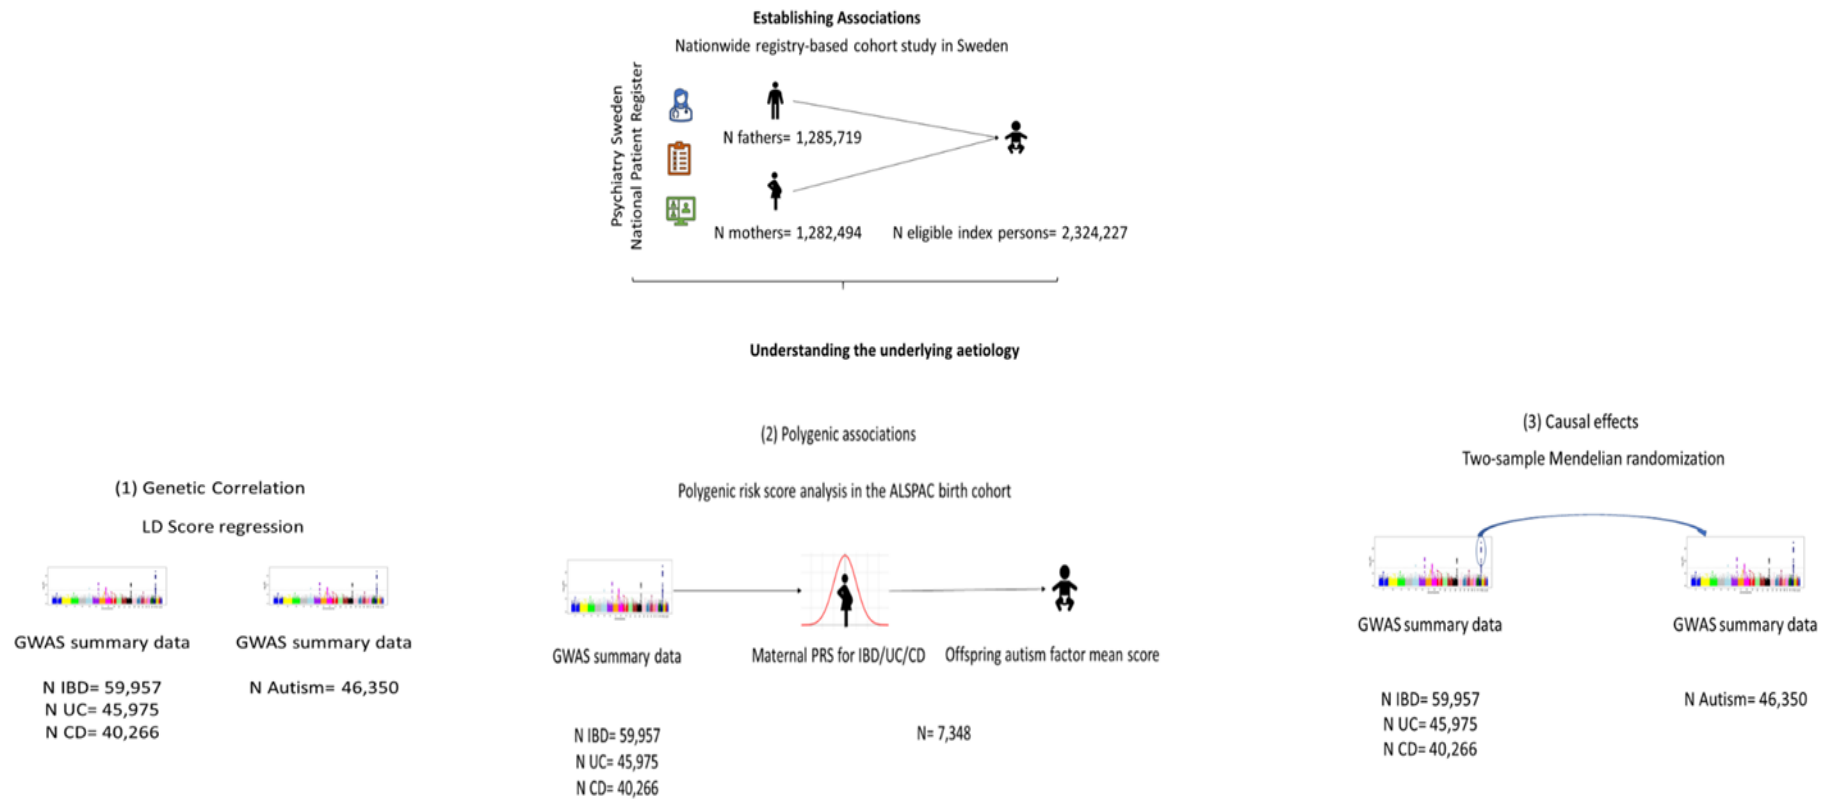 Establishing Associations
Nationwide registry-based cohort study in Sweden
Psychiatry Sweden
National Patient Register
N fathers= 1,285,719
N mothers= 1,282,494
N eligible index persons= 2,324,227
Understanding the underlying aetiology
(1) Genetic Correlation
LD Score regression
GWAS summary data
GWAS summary data
N IBD= 59,957
N UC= 45,975
N CD= 40,266
N Autism= 46,350
(2) Polygenic associations
Polygenic risk score analysis in the ALSPAC birth cohort
GWAS summary data
Maternal PRS for IBD/UC/CD
Offspring autism factor mean score
N IBD= 59,957
N UC= 45,975
N CD= 40,266
N= 7,348
(3) Causal effects
Two-sample Mendelian randomization
GWAS summary data
GWAS summary data
N IBD= 59,957
N UC= 45,975
N CD= 40,266
N Autism= 46,350